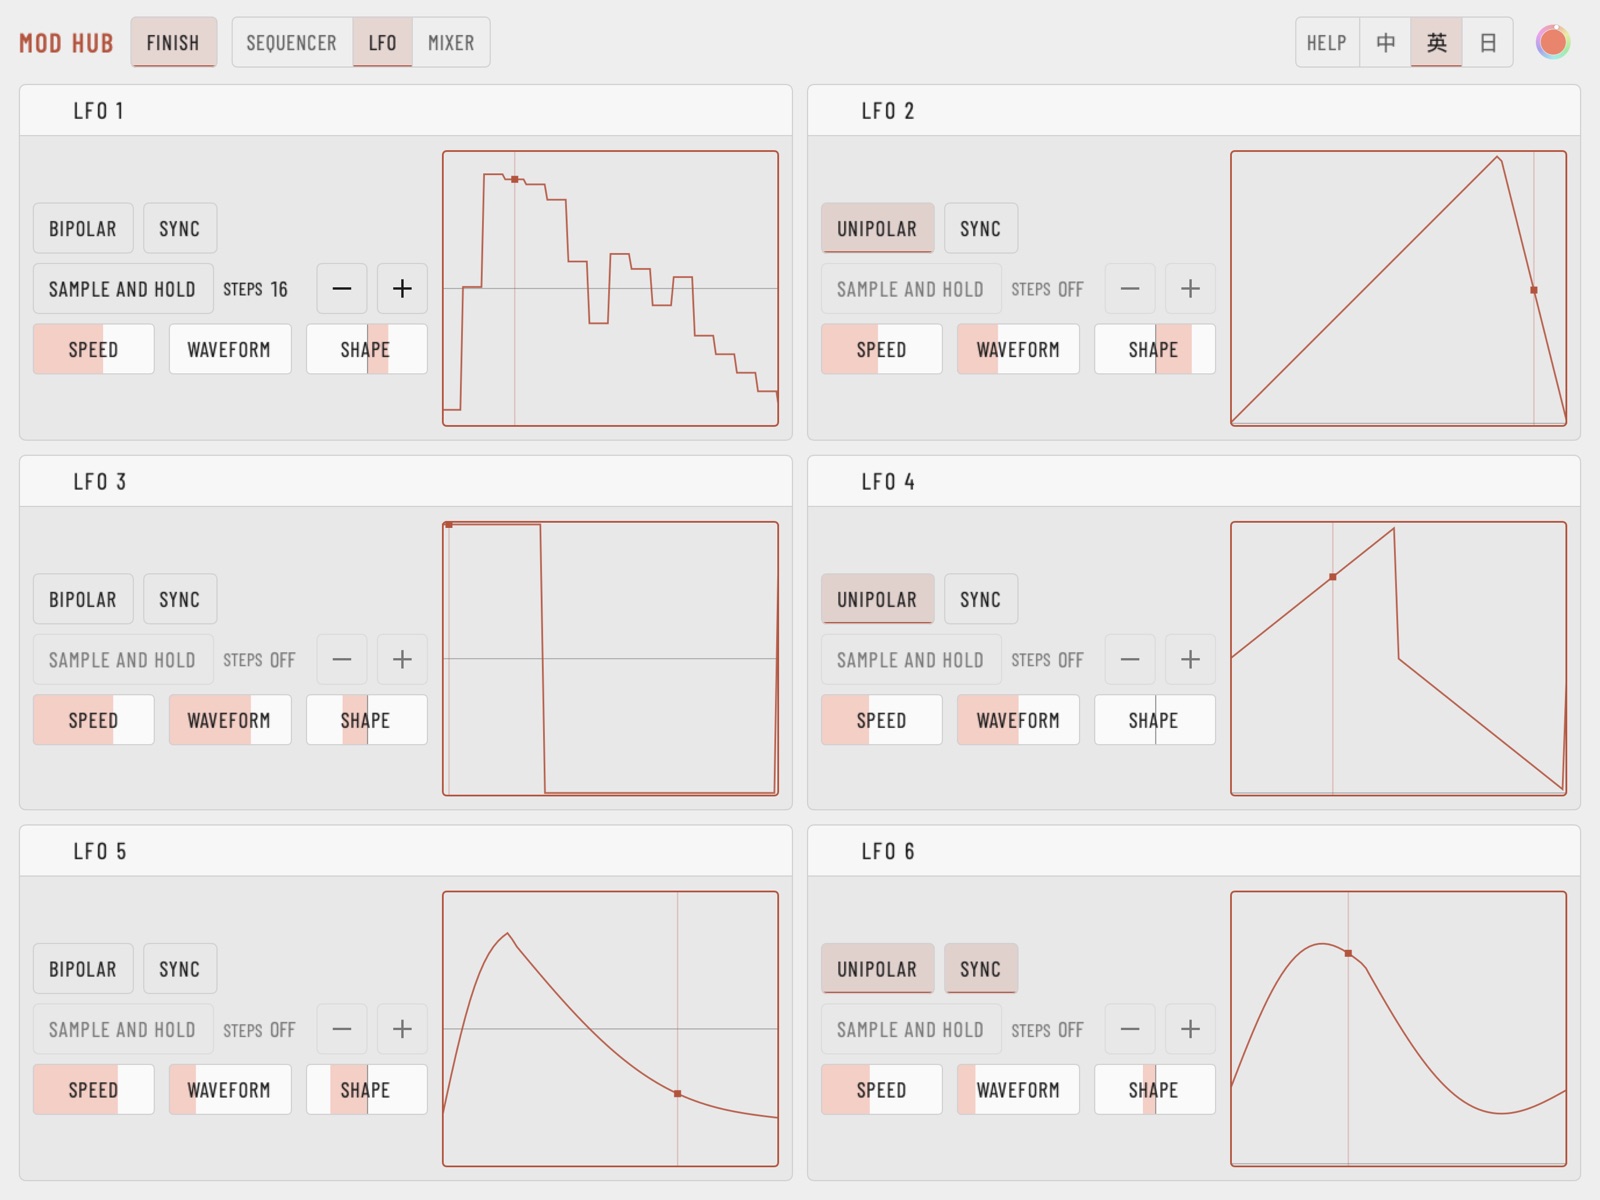 MOD HUB FINISH SEQUENCER LFO MIXER HELP 中 英 日
LFO 1
BIPOLAR SYNC
SAMPLE AND HOLD STEPS 16 − +
SPEED WAVEFORM SHAPE
LFO 2
UNIPOLAR SYNC
SAMPLE AND HOLD STEPS OFF − +
SPEED WAVEFORM SHAPE
LFO 3
BIPOLAR SYNC
SAMPLE AND HOLD STEPS OFF − +
SPEED WAVEFORM SHAPE
LFO 4
UNIPOLAR SYNC
SAMPLE AND HOLD STEPS OFF − +
SPEED WAVEFORM SHAPE
LFO 5
BIPOLAR SYNC
SAMPLE AND HOLD STEPS OFF − +
SPEED WAVEFORM SHAPE
LFO 6
UNIPOLAR SYNC
SAMPLE AND HOLD STEPS OFF − +
SPEED WAVEFORM SHAPE